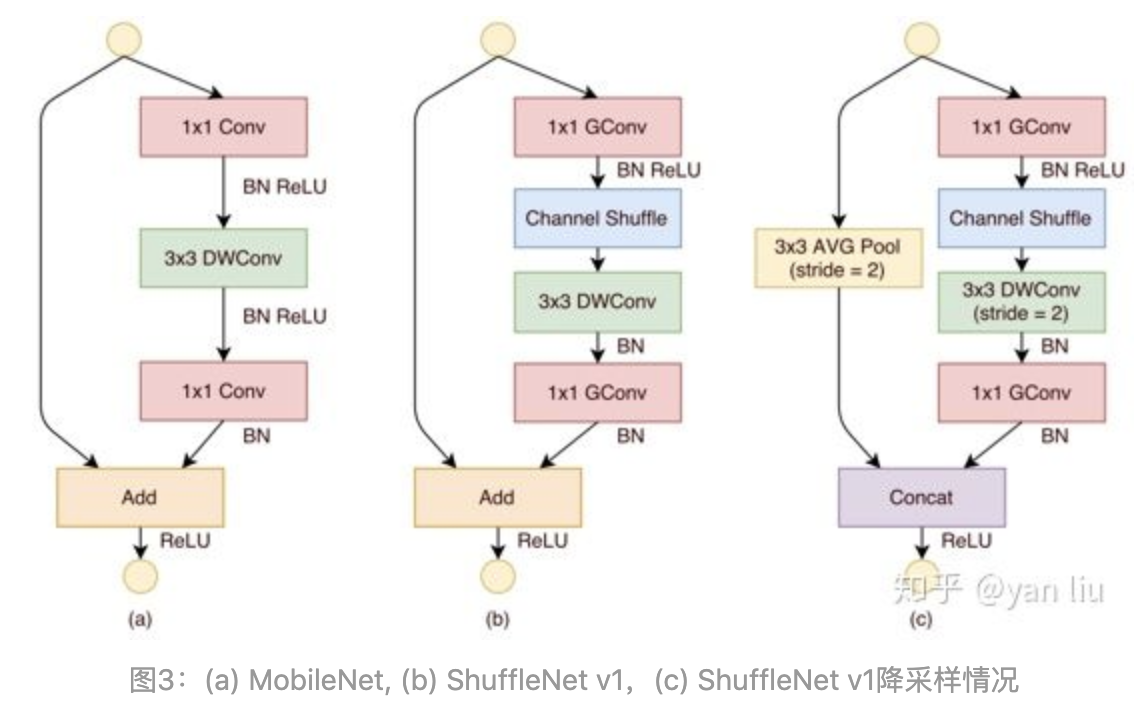 1x1 Conv
BN ReLU
3x3 DWConv
BN ReLU
1x1 Conv
BN
Add
ReLU
(a)
1x1 GConv
BN ReLU
Channel Shuffle
3x3 DWConv
BN
1x1 GConv
BN
Add
ReLU
(b)
1x1 GConv
BN ReLU
Channel Shuffle
3x3 AVG Pool
(stride = 2)
3x3 DWConv
(stride = 2)
BN
1x1 GConv
BN
Concat
ReLU
知乎 @yan liu
(c)
图3：(a) MobileNet, (b) ShuffleNet v1，(c) ShuffleNet v1降采样情况